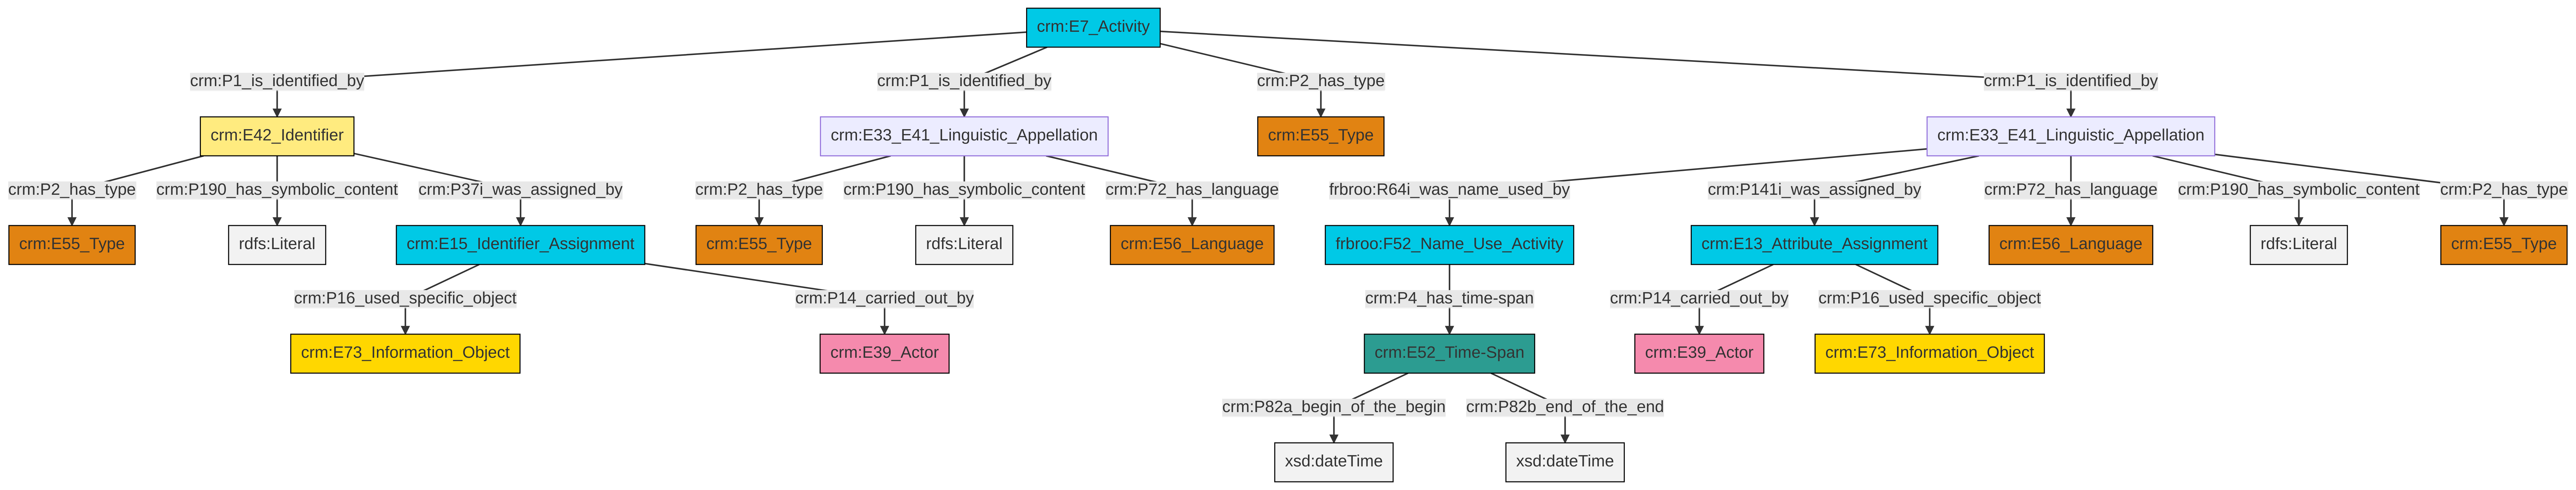 crm:E7_Activity
crm:P1_is_identified_by
crm:P1_is_identified_by
crm:P2_has_type
crm:P1_is_identified_by
crm:E42_Identifier
crm:E33_E41_Linguistic_Appellation
crm:E55_Type
crm:E33_E41_Linguistic_Appellation
crm:P2_has_type
crm:P190_has_symbolic_content
crm:P37i_was_assigned_by
crm:P2_has_type
crm:P190_has_symbolic_content
crm:P72_has_language
frbroo:R64i_was_name_used_by
crm:P141i_was_assigned_by
crm:P72_has_language
crm:P190_has_symbolic_content
crm:P2_has_type
crm:E55_Type
rdfs:Literal
crm:E15_Identifier_Assignment
crm:E55_Type
rdfs:Literal
crm:E56_Language
frbroo:F52_Name_Use_Activity
crm:E13_Attribute_Assignment
crm:E56_Language
rdfs:Literal
crm:E55_Type
crm:P16_used_specific_object
crm:P14_carried_out_by
crm:P4_has_time-span
crm:P14_carried_out_by
crm:P16_used_specific_object
crm:E73_Information_Object
crm:E39_Actor
crm:E52_Time-Span
crm:E39_Actor
crm:E73_Information_Object
crm:P82a_begin_of_the_begin
crm:P82b_end_of_the_end
xsd:dateTime
xsd:dateTime